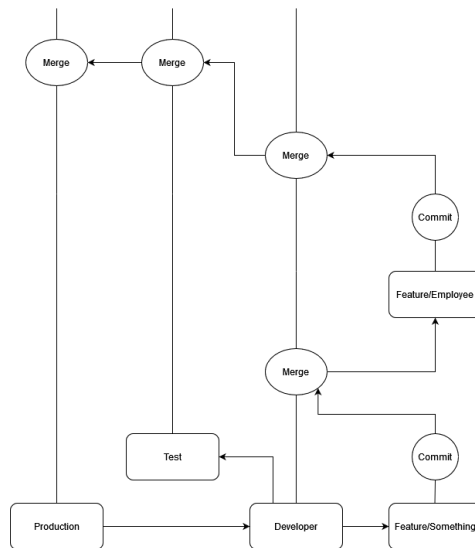 Merge
Merge
Merge
Commit
Feature/Employee
Merge
Test
Commit
Production
Developer
Feature/Something